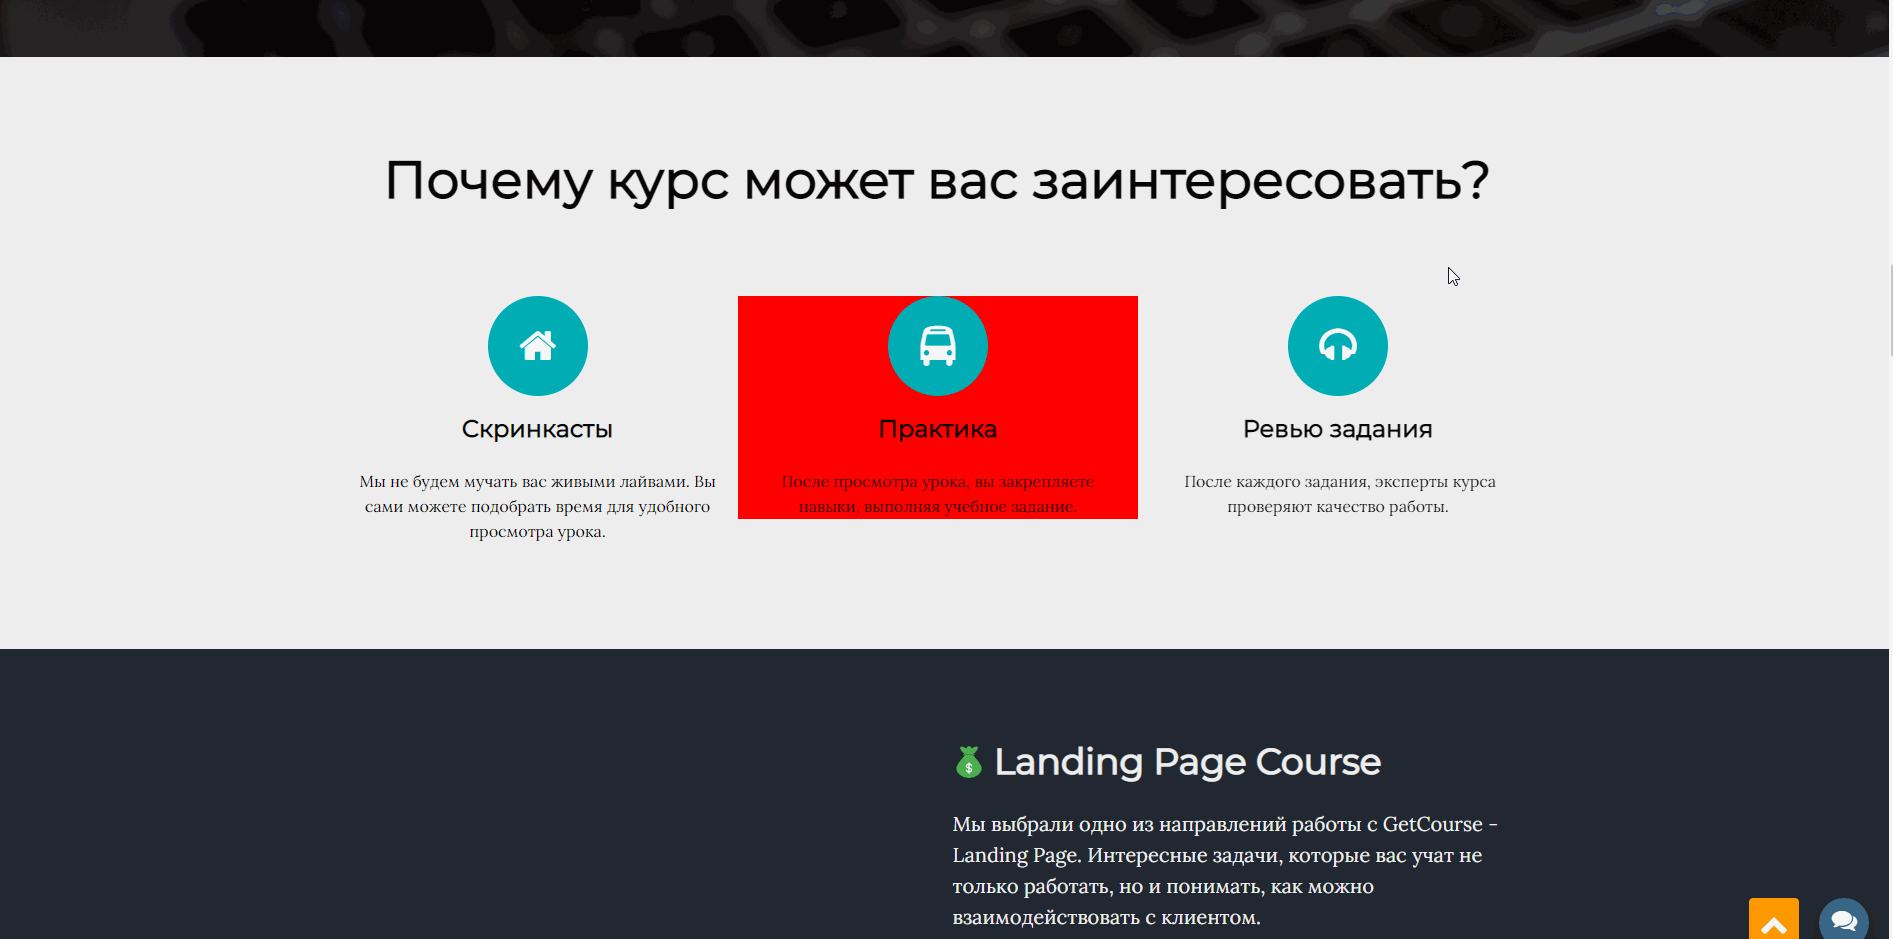 Почему курс может вас заинтересовать?
Скринкасты
Мы не будем мучать вас живыми лайвами. Вы
сами можете подобрать время для удобного
просмотра урока.
Практика
После просмотра урока, вы закрепляете
навыки, выполняя учебное задание.
Ревью задания
После каждого задания, эксперты курса
проверяют качество работы.
Landing Page Course
Мы выбрали одно из направлений работы с GetCourse -
Landing Page. Интересные задачи, которые вас учат не
только работать, но и понимать, как можно
взаимодействовать с клиентом.